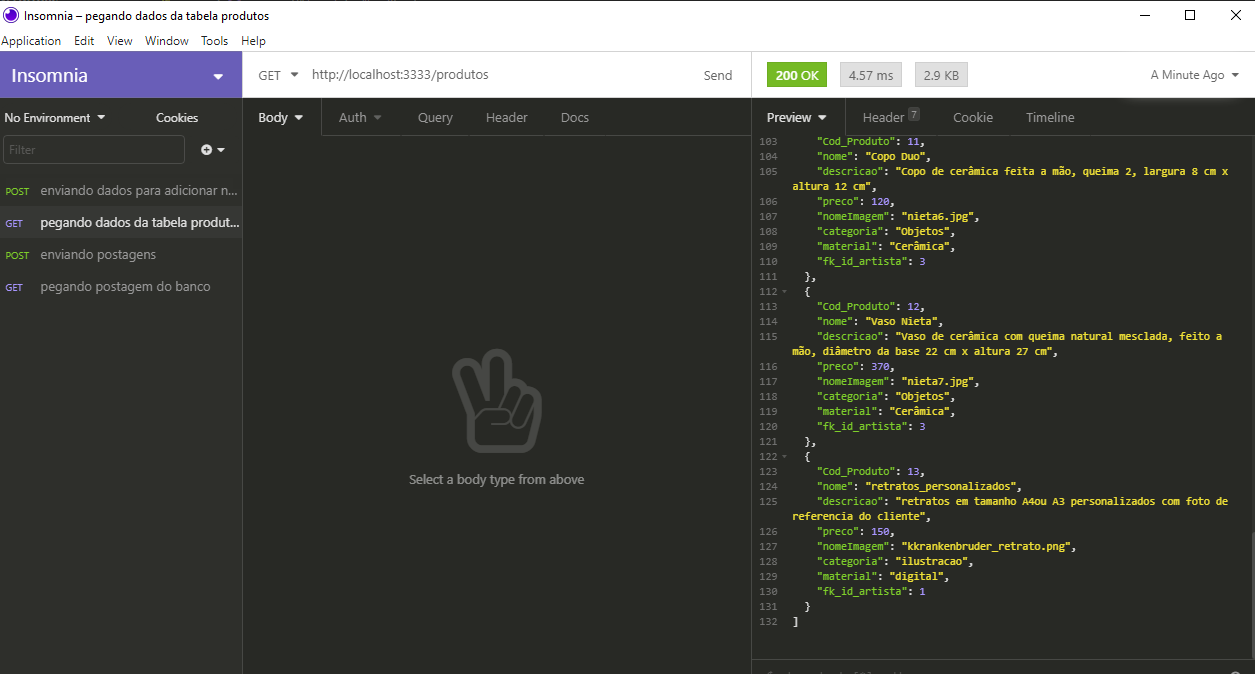 Insomnia – pegando dados da tabela produtos
Application Edit View Window Tools Help
Insomnia
GET http://localhost:3333/produtos Send
200 OK 4.57 ms 2.9 KB A Minute Ago
No Environment Cookies
Body Auth Query Header Docs
Preview Header 7 Cookie Timeline
Filter
POST enviando dados para adicionar n...
GET pegando dados da tabela produt...
POST enviando postagens
GET pegando postagem do banco
Select a body type from above
103 "Cod_Produto": 11,
104 "nome": "Copo Duo",
105 "descricao": "Copo de cerâmica feita a mão, queima 2, largura 8 cm x
altura 12 cm",
106 "preco": 120,
107 "nomeImagem": "nieta6.jpg",
108 "categoria": "Objetos",
109 "material": "Cerâmica",
110 "fk_id_artista": 3
111 },
112 {
113 "Cod_Produto": 12,
114 "nome": "Vaso Nieta",
115 "descricao": "Vaso de cerâmica com queima natural mesclada, feito a
mão, diâmetro da base 22 cm x altura 27 cm",
116 "preco": 370,
117 "nomeImagem": "nieta7.jpg",
118 "categoria": "Objetos",
119 "material": "Cerâmica",
120 "fk_id_artista": 3
121 },
122 {
123 "Cod_Produto": 13,
124 "nome": "retratos_personalizados",
125 "descricao": "retratos em tamanho A4ou A3 personalizados com foto de
referencia do cliente",
126 "preco": 150,
127 "nomeImagem": "kkrankenbruder_retrato.png",
128 "categoria": "ilustracao",
129 "material": "digital",
130 "fk_id_artista": 1
131 }
132 ]